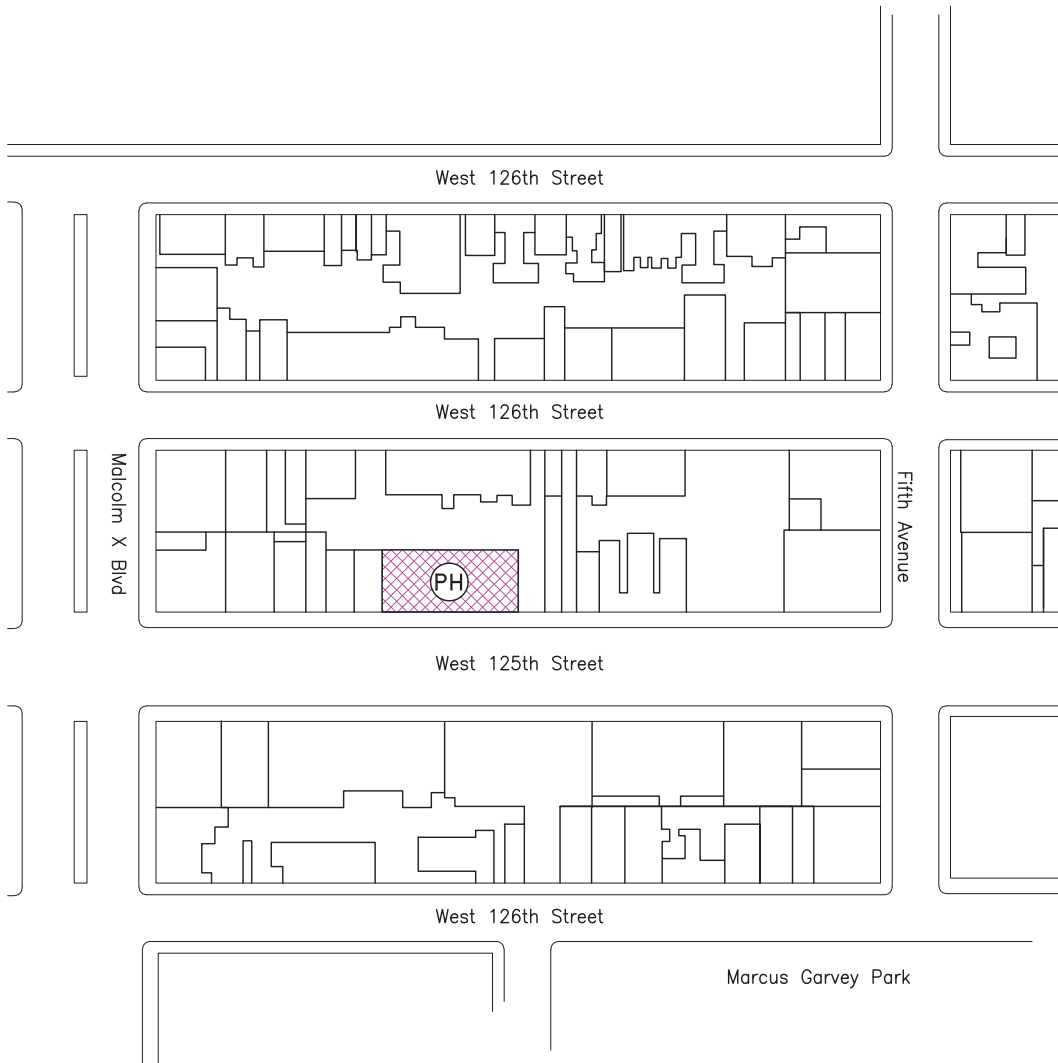 West 126th Street
West 126th Street
Malcolm X Blvd
Fifth Avenue
PH
West 125th Street
West 126th Street
Marcus Garvey Park